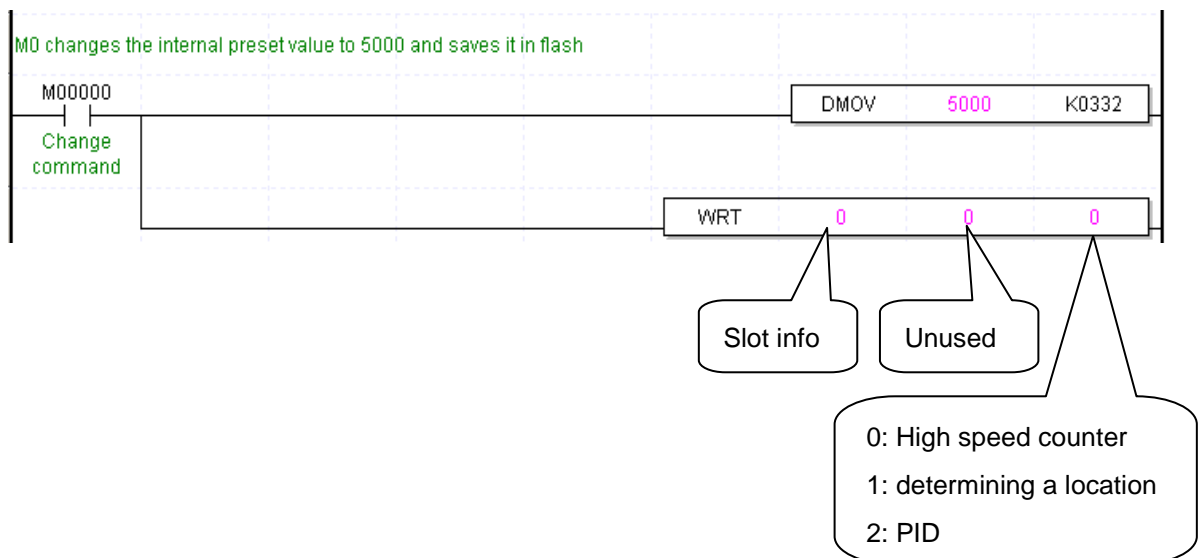 M0 changes the internal preset value to 5000 and saves it in flash
M00000
DMOV 5000 K0332
Change
command
WRT 0 0 0
Slot info
Unused
0: High speed counter
1: determining a location
2: PID